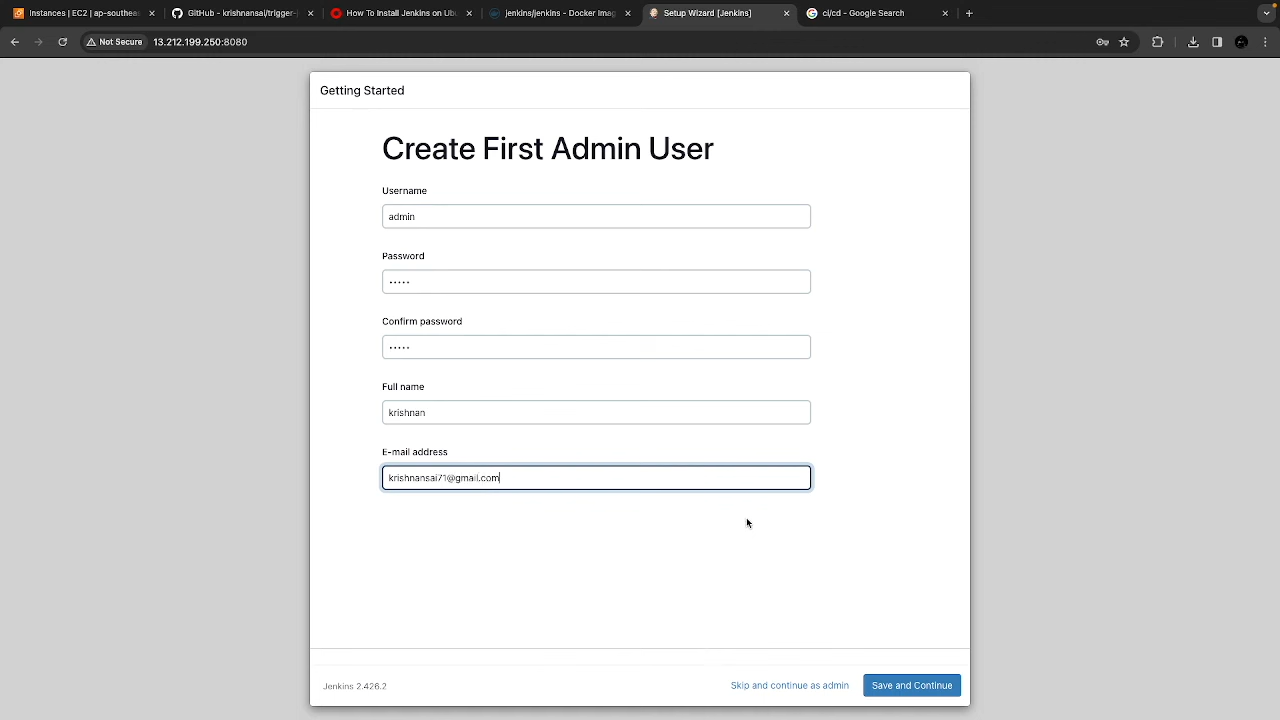 Instances | EC2 | ap-southeas
GitHub - krishnansai/trigger-j
How To Install Jenkins on Ub
jenkins/jenkins - Docker Imag
Setup Wizard [Jenkins]
ci/cd - Google Search
Not Secure
13.212.199.250:8080
Getting Started
Create First Admin User
Username
admin
Password
•••••
Confirm password
•••••
Full name
krishnan
E-mail address
krishnansai71@gmail.com
Jenkins 2.426.2
Skip and continue as admin
Save and Continue